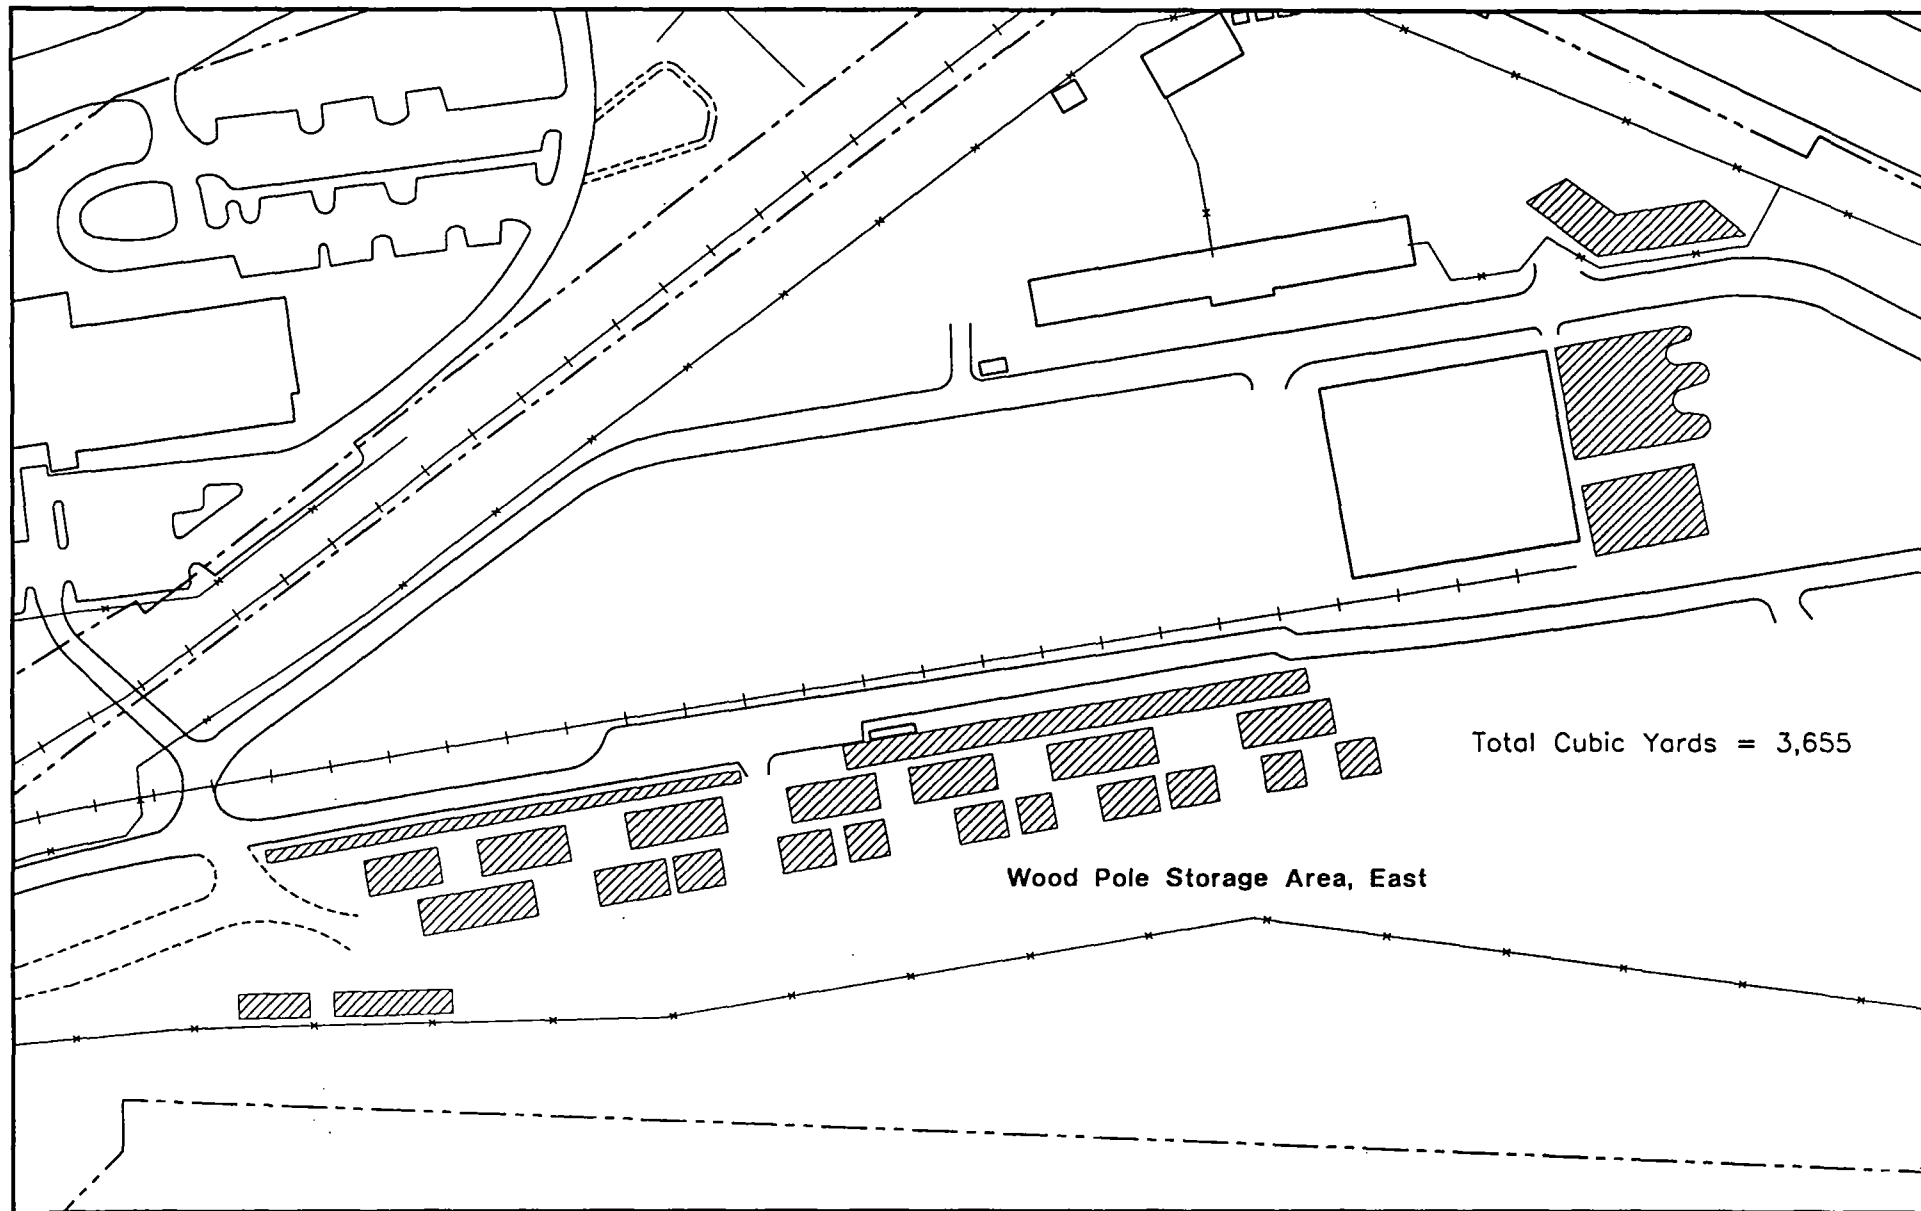 Total Cubic Yards = 3,655
Wood Pole Storage Area, East